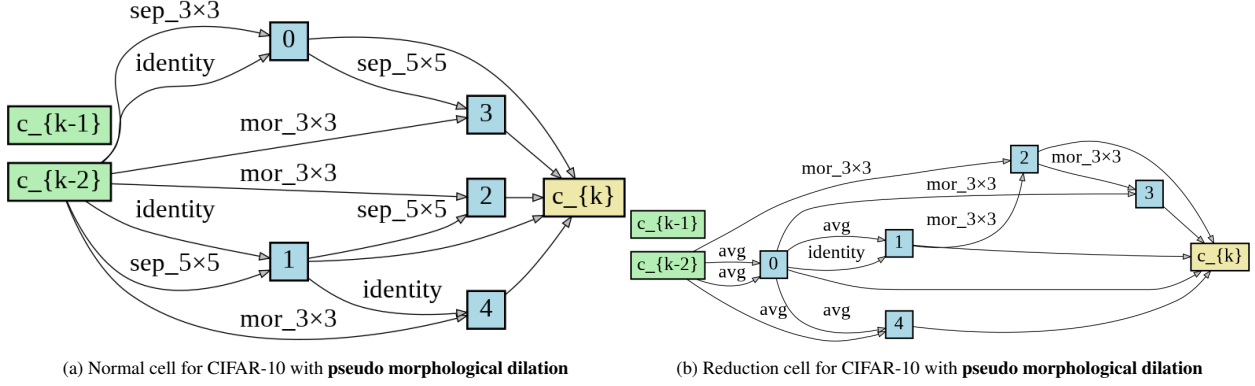 sep_3×3
identity
0
sep_5×5
c_{k-1}
c_{k-2}
mor_3×3
3
mor_3×3
2
c_{k}
identity
sep_5×5
sep_5×5
1
identity
mor_3×3
4
(a) Normal cell for CIFAR-10 with pseudo morphological dilation
mor_3×3
2
mor_3×3
mor_3×3
3
c_{k-1}
c_{k-2}
avg
avg
0
avg
identity
1
mor_3×3
c_{k}
avg
avg
4
(b) Reduction cell for CIFAR-10 with pseudo morphological dilation